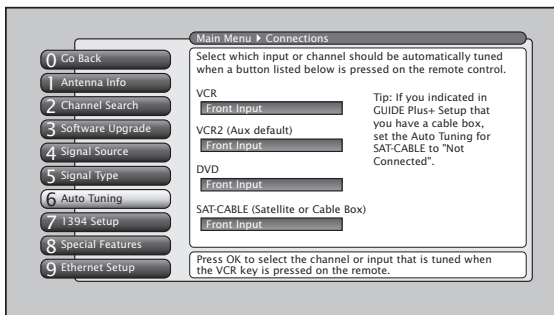 Main Menu ▶ Connections
0 Go Back
1 Antenna Info
2 Channel Search
3 Software Upgrade
4 Signal Source
5 Signal Type
6 Auto Tuning
7 1394 Setup
8 Special Features
9 Ethernet Setup
Select which input or channel should be automatically tuned
when a button listed below is pressed on the remote control.
VCR
Front Input
VCR2 (Aux default)
Front Input
DVD
Front Input
SAT-CABLE (Satellite or Cable Box)
Front Input
Tip: If you indicated in
GUIDE Plus+ Setup that
you have a cable box,
set the Auto Tuning for
SAT-CABLE to "Not
Connected".
Press OK to select the channel or input that is tuned when
the VCR key is pressed on the remote.